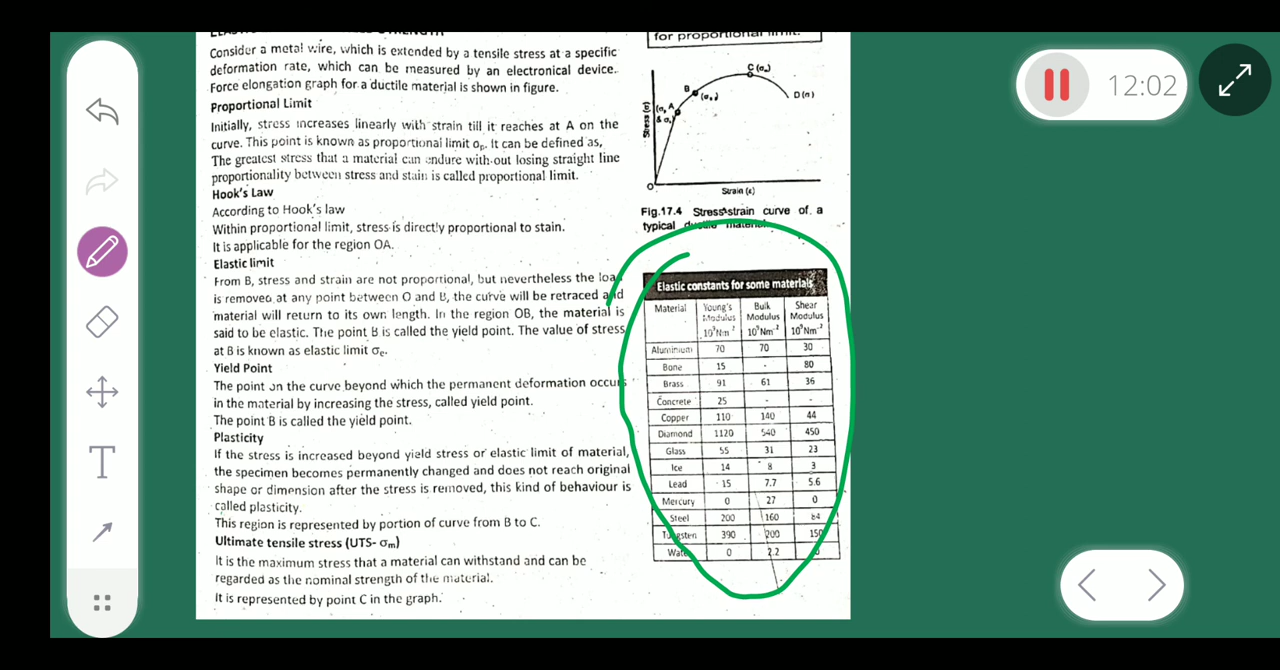 Consider a metal wire, which is extended by a tensile stress at a specific
deformation rate, which can be measured by an electronical device.
Force elongation graph for a ductile material is shown in figure.
Proportional Limit
Initially, stress increases linearly with strain till it reaches at A on the
curve. This point is known as proportional limit σp. It can be defined as,
The greatest stress that a material can endure with-out losing straight line
proportionality between stress and stain is called proportional limit.
Hook's Law
According to Hook's law
Within proportional limit, stress is directly proportional to stain.
It is applicable for the region OA.
Elastic limit
From B, stress and strain are not proportional, but nevertheless the load
is removed at any point between O and B, the curve will be retraced and
material will return to its own length. In the region OB, the material is
said to be elastic. The point B is called the yield point. The value of stress
at B is known as elastic limit σe.
Yield Point
The point on the curve beyond which the permanent deformation occurs
in the material by increasing the stress, called yield point.
The point B is called the yield point.
Plasticity
If the stress is increased beyond yield stress or elastic limit of material,
the specimen becomes permanently changed and does not reach original
shape or dimension after the stress is removed, this kind of behaviour is
called plasticity.
This region is represented by portion of curve from B to C.
Ultimate tensile stress (UTS- σm)
It is the maximum stress that a material can withstand and can be
regarded as the nominal strength of the material.
It is represented by point C in the graph.
for proportional limit.
C
B
A
D (σ)
Stress (σ)
O
Strain (ε)
Fig.17.4 Stress strain curve of a
typical ductile material
Elastic constants for some materials
Material Young's Modulus 10⁹Nm⁻² Bulk Modulus 10⁹Nm⁻² Shear Modulus 10⁹Nm⁻²
Aluminium 70 70 30
Bone 15 - 80
Brass 91 61 36
Concrete 25 - -
Copper 110 140 44
Diamond 1120 540 450
Glass 55 31 23
Ice 14 8 3
Lead 15 7.7 5.6
Mercury 0 27 0
Steel 200 160 84
Tungsten 390 200 150
Water 0 2.2
12:02
T